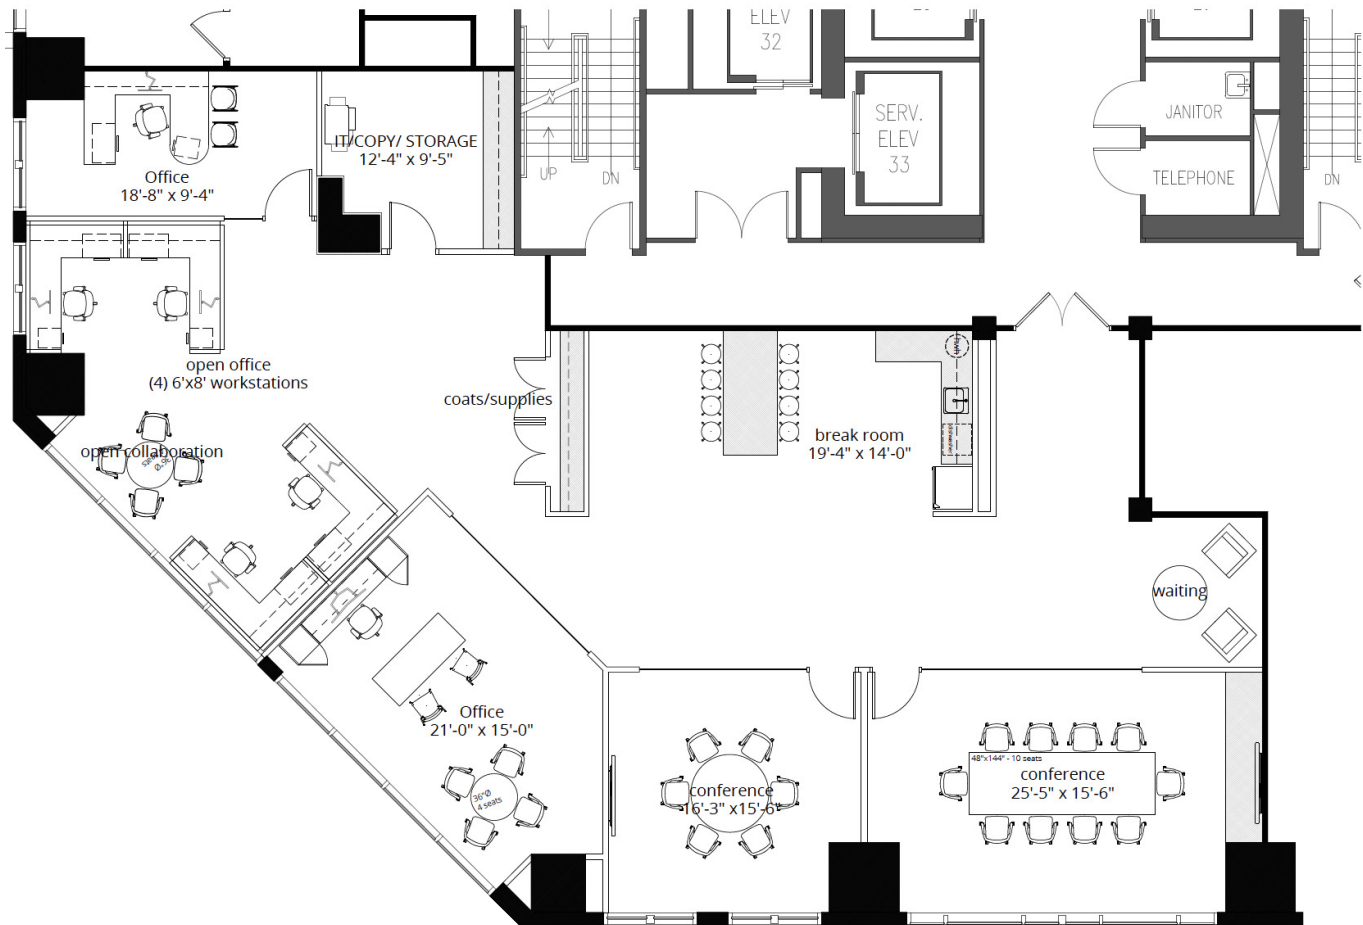 ELEV
32
SERV.
ELEV
33
JANITOR
TELEPHONE
UP
DN
DN
IT/COPY/ STORAGE
12'-4" x 9'-5"
Office
18'-8" x 9'-4"
open office
(4) 6'x8' workstations
coats/supplies
open collaboration
36"Ø
seats
break room
19'-4" x 14'-0"
waiting
Office
21'-0" x 15'-0"
36"Ø
4 seats
conference
16'-3" x15'-6"
48"x144" - 10 seats
conference
25'-5" x 15'-6"